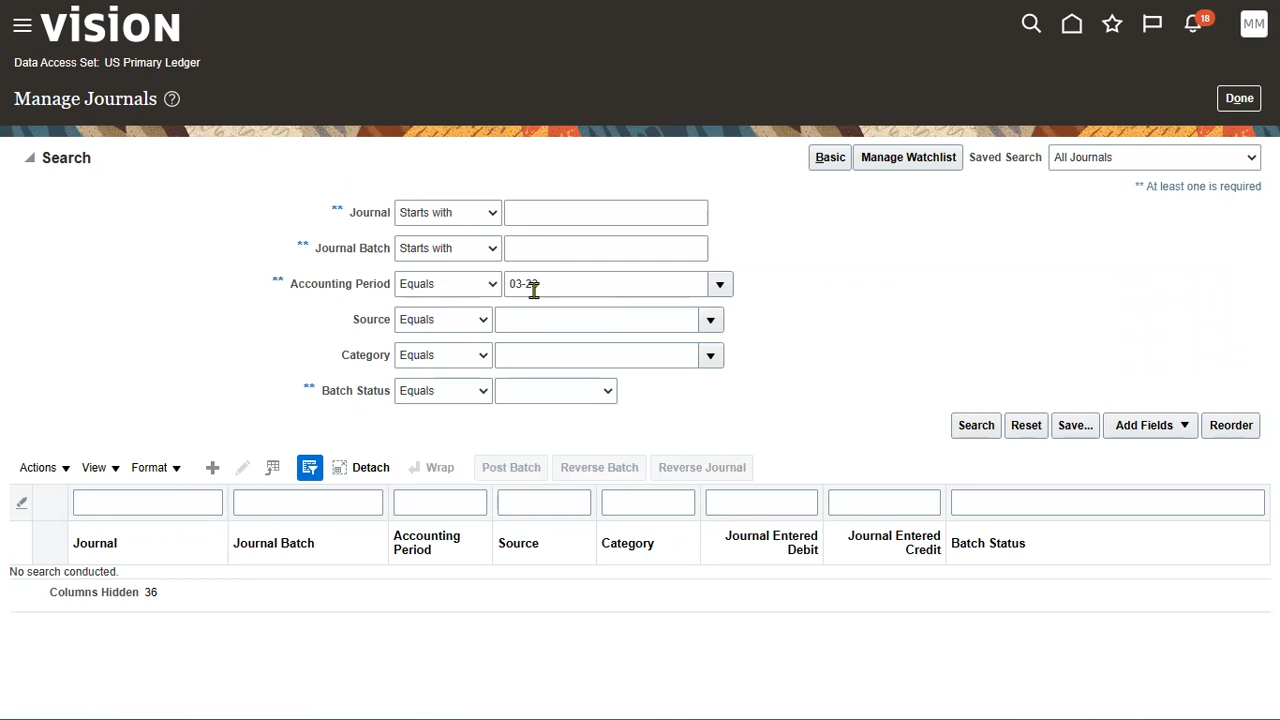 vision
18
MM
Data Access Set: US Primary Ledger
Manage Journals ?
Done
Search
Basic Manage Watchlist Saved Search All Journals
** At least one is required
** Journal Starts with
** Journal Batch Starts with
** Accounting Period Equals
Source Equals
Category Equals
** Batch Status Equals
Search Reset Save... Add Fields Reorder
Actions View Format Detach Wrap Post Batch Reverse Batch Reverse Journal
Journal Journal Batch Accounting Period Source Category Journal Entered Debit Journal Entered Credit Batch Status
No search conducted.
Columns Hidden 36